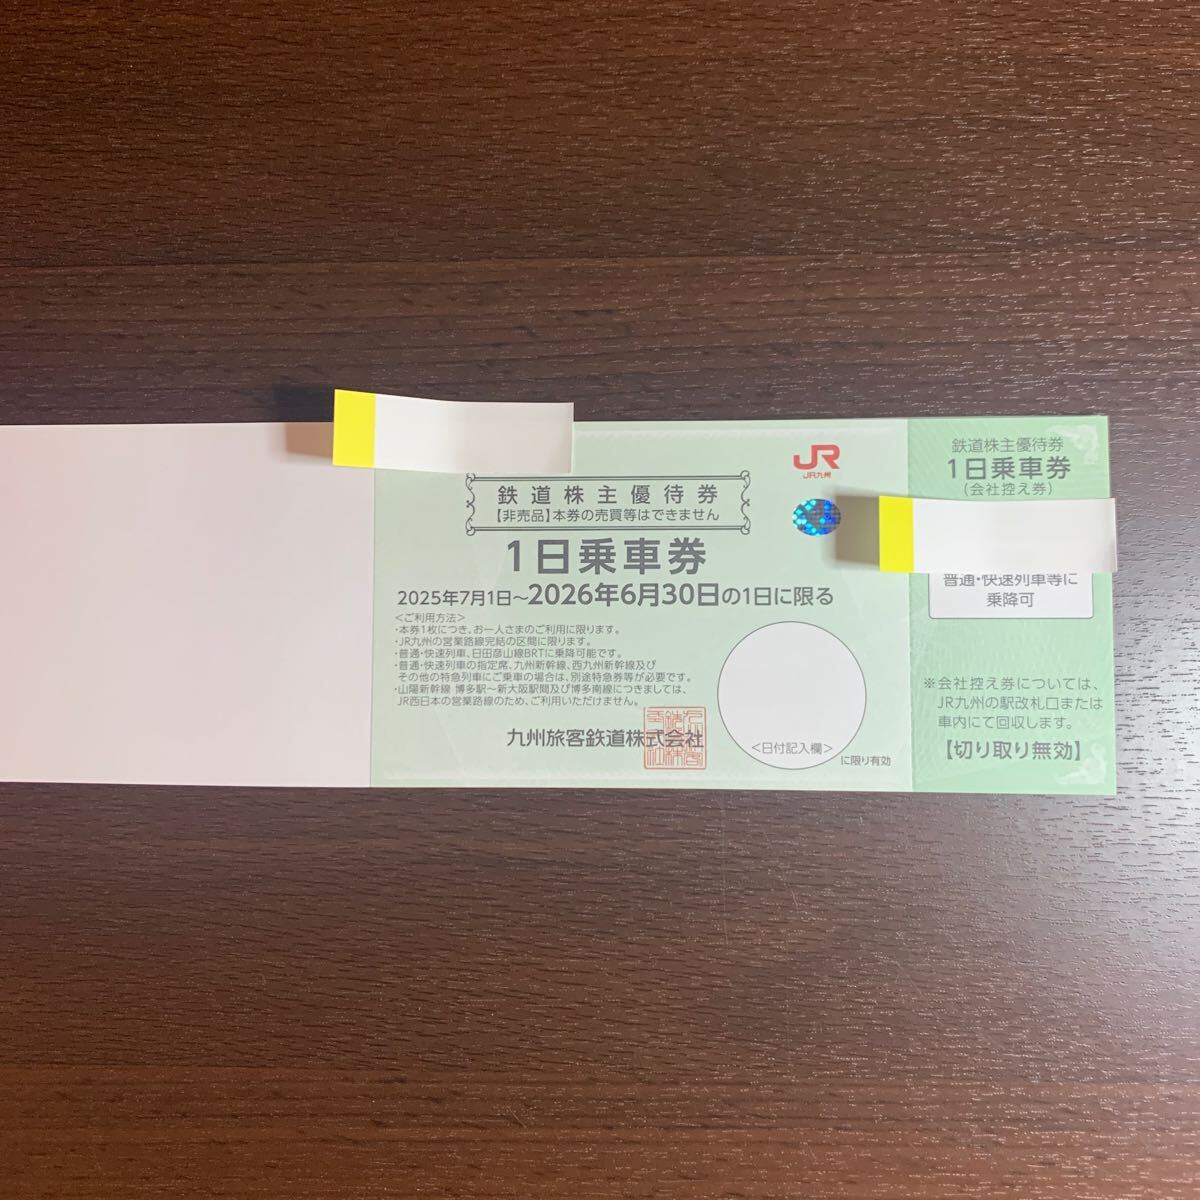 JR
JR九州
鉄道株主優待券
【非売品】本券の売買等はできません
1日乗車券
2025年7月1日～2026年6月30日の1日に限る
＜ご利用方法＞
・本券1枚につき、お一人さまのご利用に限ります。
・JR九州の営業路線完結の区間に限ります。
・普通・快速列車、日田彦山線BRTに乗降可能です。
・普通・快速列車の指定席、九州新幹線、西九州新幹線及び
その他の特急列車にご乗車の場合は、別途特急券等が必要です。
・山陽新幹線 博多駅～新大阪駅間及び博多南線につきましては、
JR西日本の営業路線のため、ご利用いただけません。
九州旅客鉄道株式会社
＜日付記入欄＞
に限り有効
鉄道株主優待券
1日乗車券
(会社控え券)
普通・快速列車等に
乗降可
※会社控え券については、
JR九州の駅改札口または
車内にて回収します。
【切り取り無効】